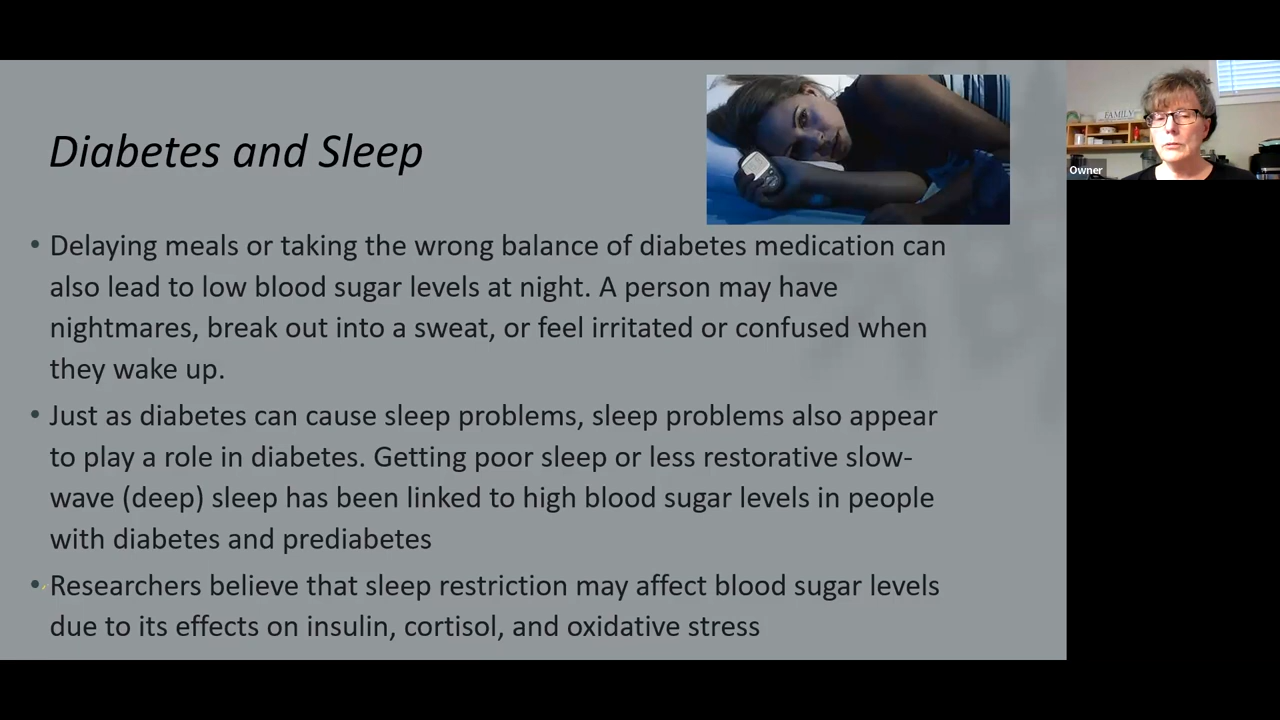 Diabetes and Sleep
• Delaying meals or taking the wrong balance of diabetes medication can
also lead to low blood sugar levels at night. A person may have
nightmares, break out into a sweat, or feel irritated or confused when
they wake up.
• Just as diabetes can cause sleep problems, sleep problems also appear
to play a role in diabetes. Getting poor sleep or less restorative slow-
wave (deep) sleep has been linked to high blood sugar levels in people
with diabetes and prediabetes
• Researchers believe that sleep restriction may affect blood sugar levels
due to its effects on insulin, cortisol, and oxidative stress
FAMILY
Owner